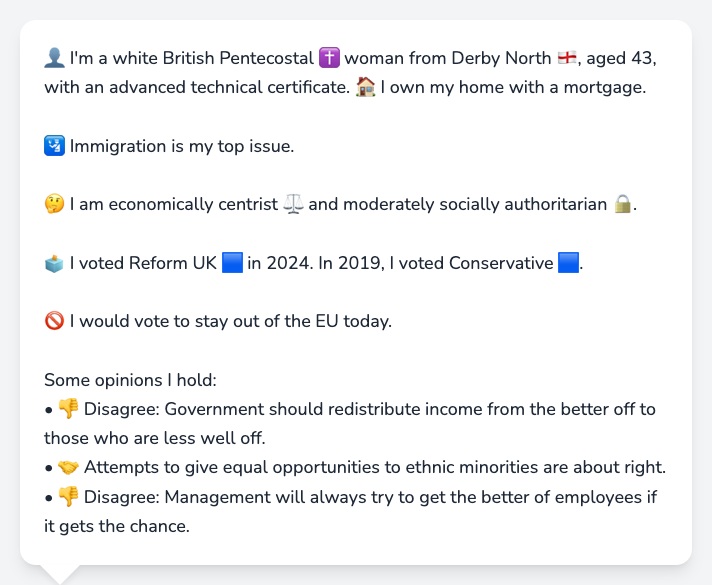 👤 I'm a white British Pentecostal ✝️ woman from Derby North 🏴󠁧󠁢󠁥󠁮󠁧󠁿, aged 43,
with an advanced technical certificate. 🏠 I own my home with a mortgage.
🛂 Immigration is my top issue.
🤔 I am economically centrist ⚖️ and moderately socially authoritarian 🔒.
🗳️ I voted Reform UK 🟦 in 2024. In 2019, I voted Conservative 🟦.
🚫 I would vote to stay out of the EU today.
Some opinions I hold:
• 👎 Disagree: Government should redistribute income from the better off to
those who are less well off.
• 🤝 Attempts to give equal opportunities to ethnic minorities are about right.
• 👎 Disagree: Management will always try to get the better of employees if
it gets the chance.